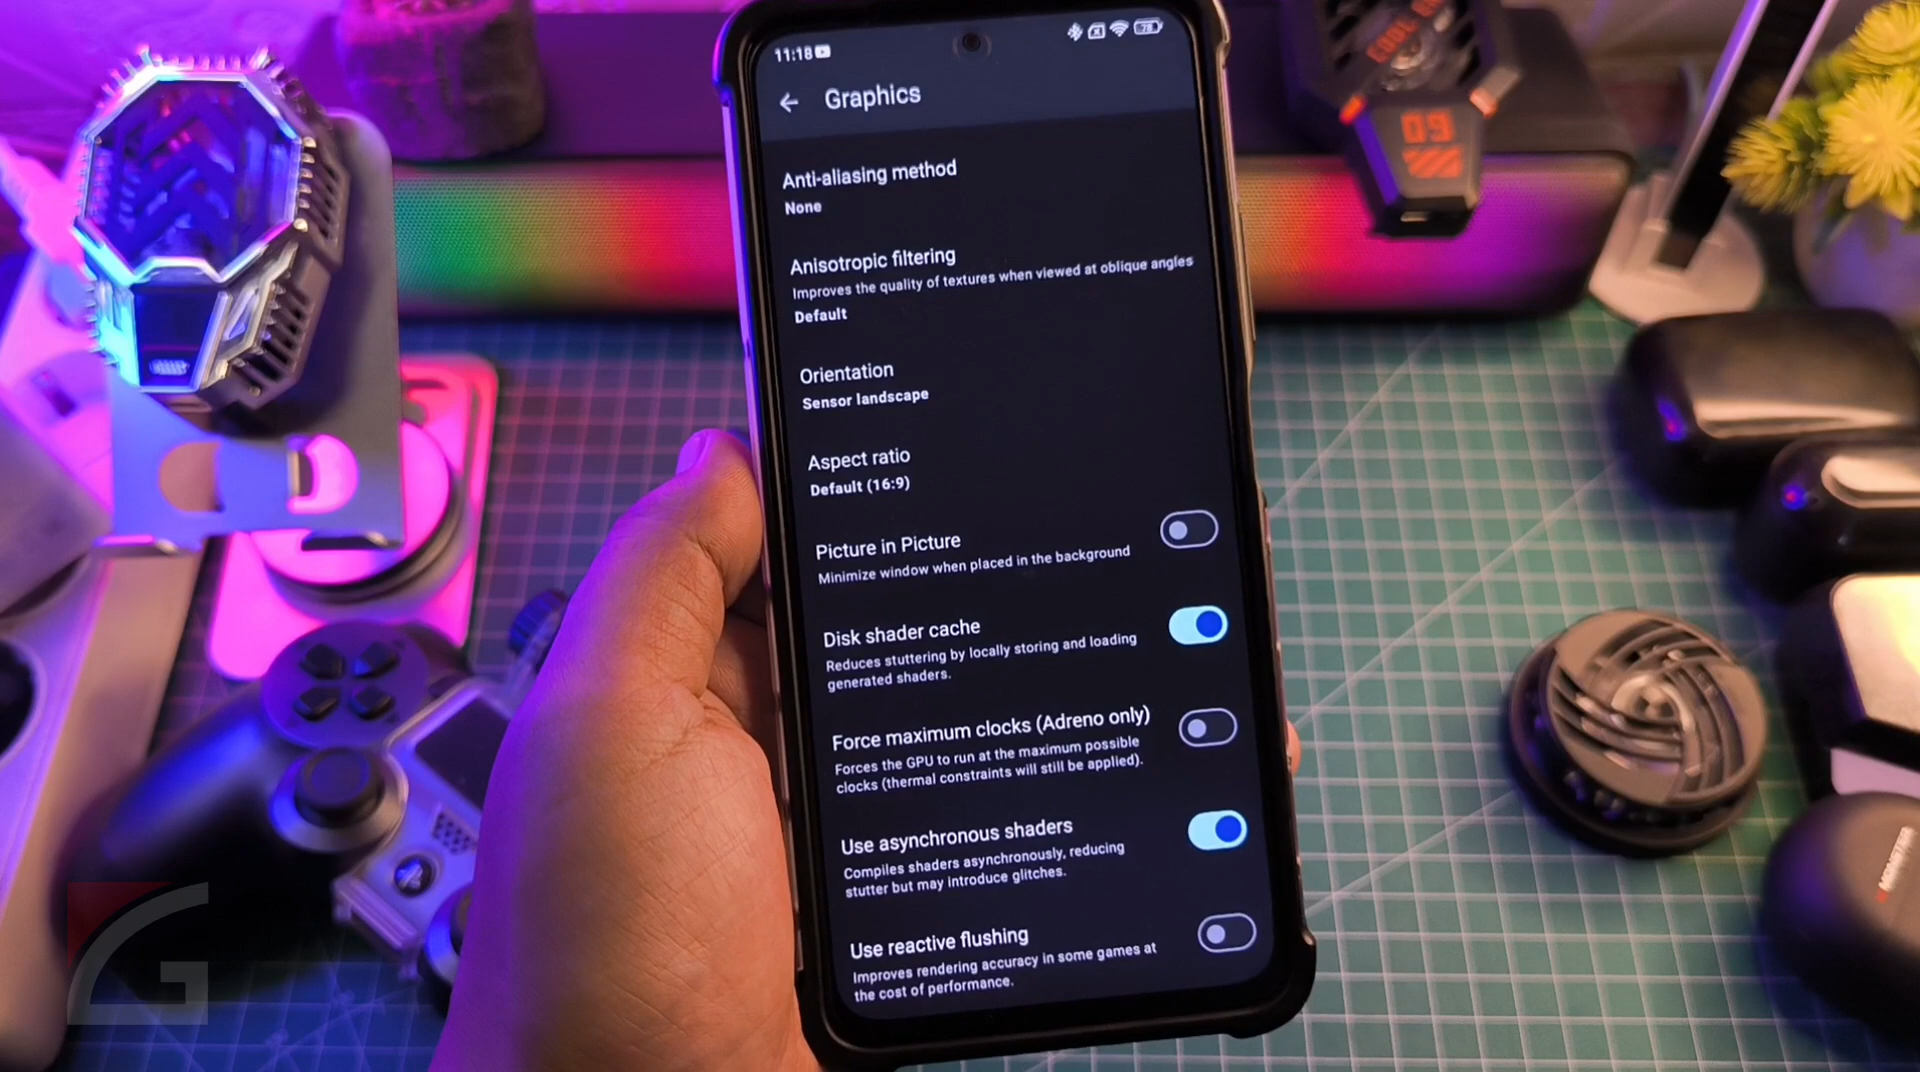 11:18
28
Graphics
Anti-aliasing method
None
Anisotropic filtering
Improves the quality of textures when viewed at oblique angles
Default
Orientation
Sensor landscape
Aspect ratio
Default (16:9)
Picture in Picture
Minimize window when placed in the background
Disk shader cache
Reduces stuttering by locally storing and loading
generated shaders.
Force maximum clocks (Adreno only)
Forces the GPU to run at the maximum possible
clocks (thermal constraints will still be applied).
Use asynchronous shaders
Compiles shaders asynchronously, reducing
stutter but may introduce glitches.
Use reactive flushing
Improves rendering accuracy in some games at
the cost of performance.
09
MONSTER
G